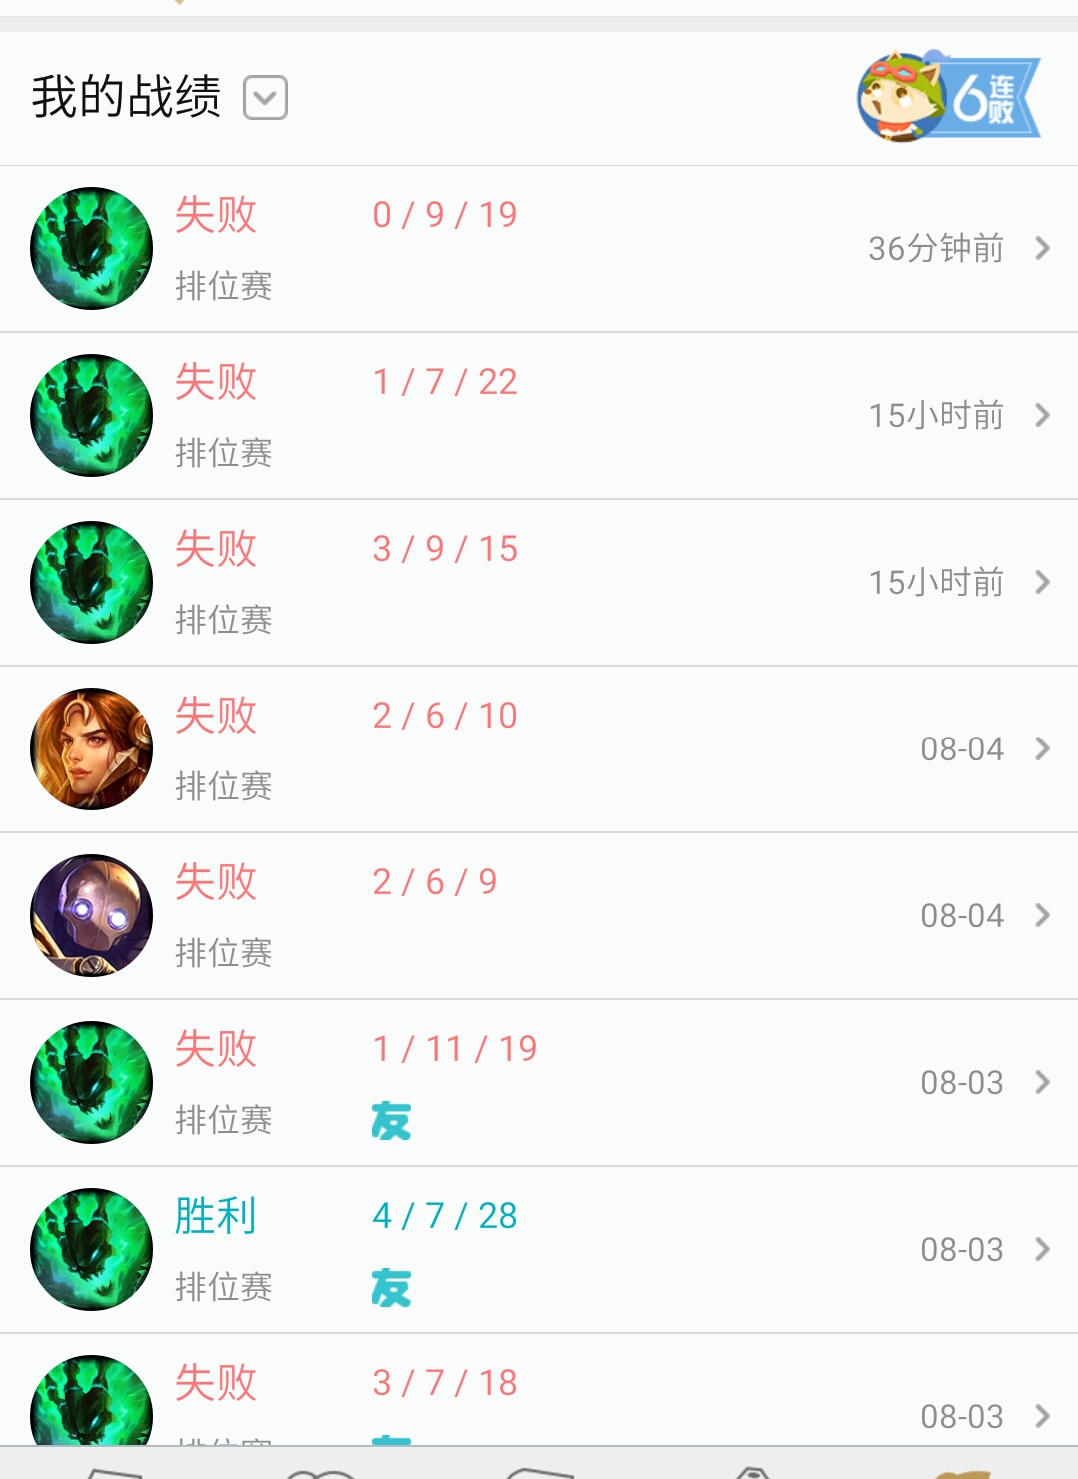 我的战绩
6连败
失败 0 / 9 / 19
36分钟前
排位赛
失败 1 / 7 / 22
15小时前
排位赛
失败 3 / 9 / 15
15小时前
排位赛
失败 2 / 6 / 10
08-04
排位赛
失败 2 / 6 / 9
08-04
排位赛
失败 1 / 11 / 19
08-03
排位赛 友
胜利 4 / 7 / 28
08-03
排位赛 友
失败 3 / 7 / 18
08-03